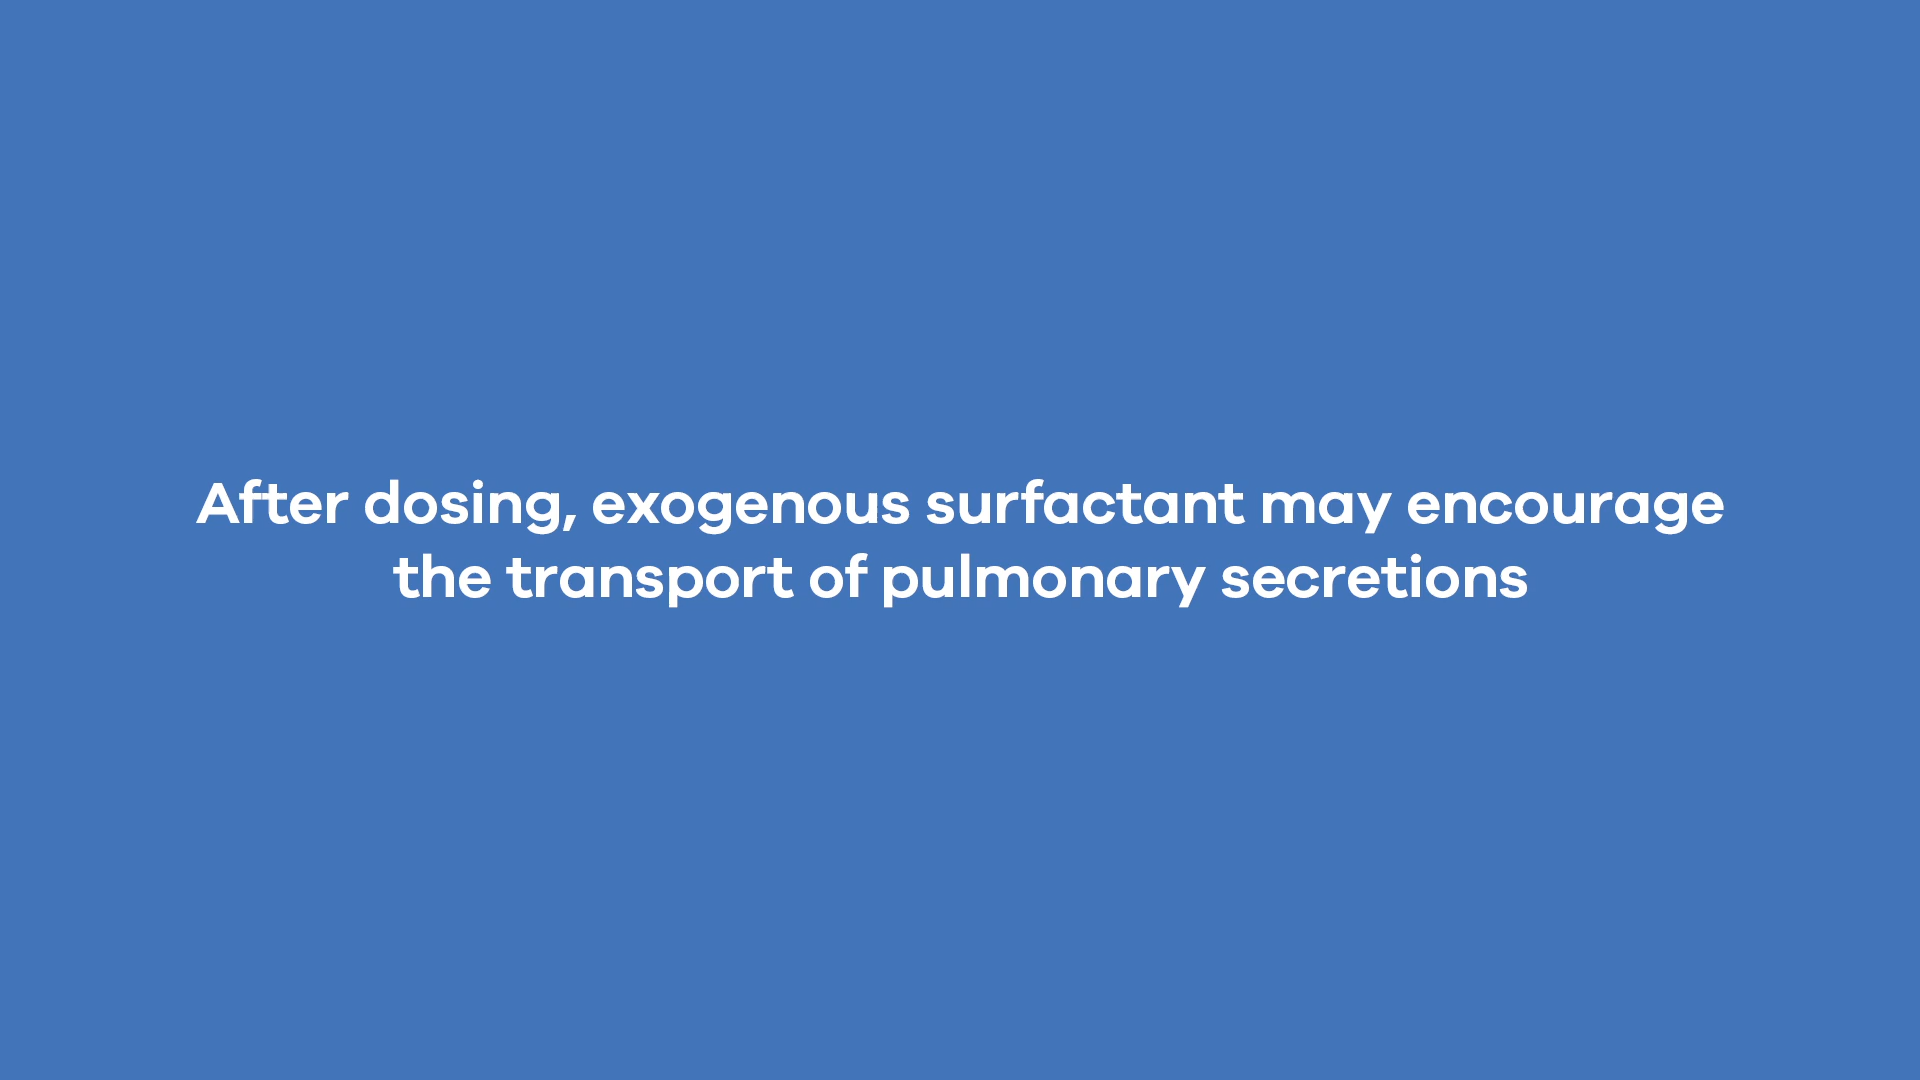 After dosing, exogenous surfactant may encourage
the transport of pulmonary secretions